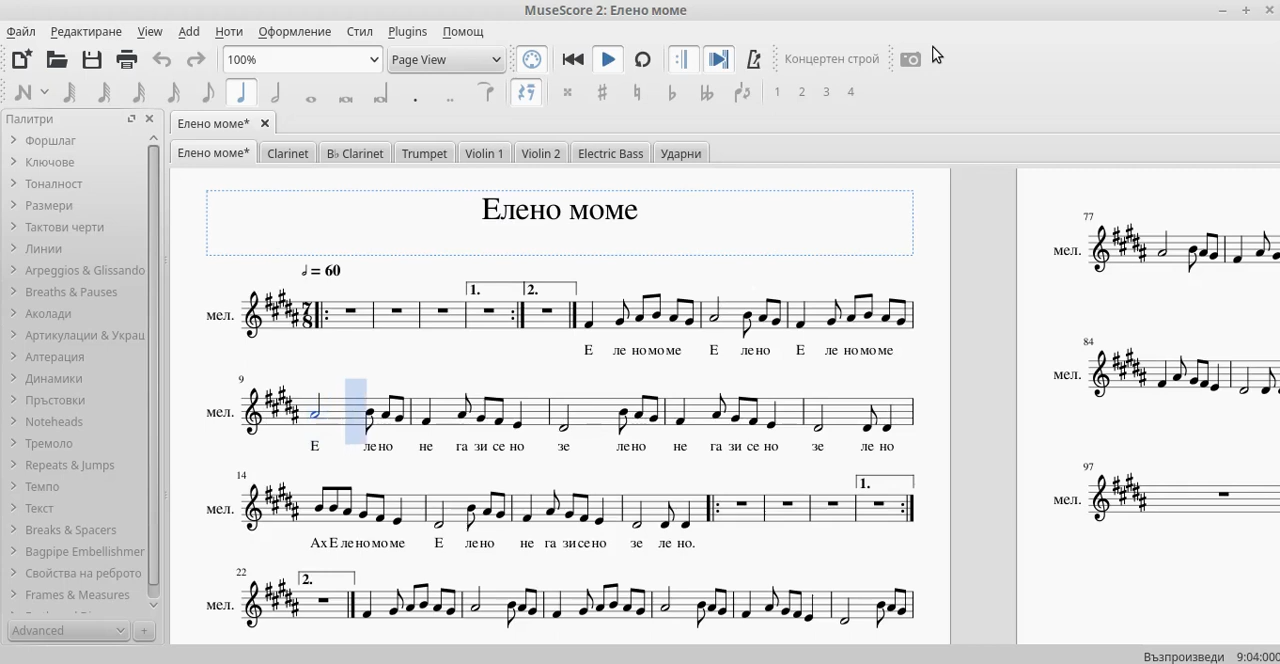 MuseScore 2: Елено моме
Файл Редактиране View Add Ноти Оформление Стил Plugins Помощ
100% Page View Концертен строй
1 2 3 4
Палитри
Елено моме*
Елено моме* Clarinet B♭ Clarinet Trumpet Violin 1 Violin 2 Electric Bass Ударни
Форшлаг
Ключове
Тоналност
Размери
Тактови черти
Линии
Arpeggios & Glissando
Breaths & Pauses
Аколади
Артикулации & Украц
Алтерация
Динамики
Пръстовки
Noteheads
Тремоло
Repeats & Jumps
Темпо
Текст
Breaks & Spacers
Bagpipe Embellishmer
Свойства на реброто
Frames & Measures
Advanced +
Елено моме
= 60
1. 2.
мел. 7/8
Е ле но мо ме Е ле но Е ле но мо ме
9
мел.
Е ле но не га зи се но зе ле но не га зи се но зе ле но
14
1.
мел.
Ах Е ле но мо ме Е ле но не га зи се но зе ле но.
22
2.
мел.
77
мел.
84
мел.
97
мел.
Възпроизведи 9:04:000